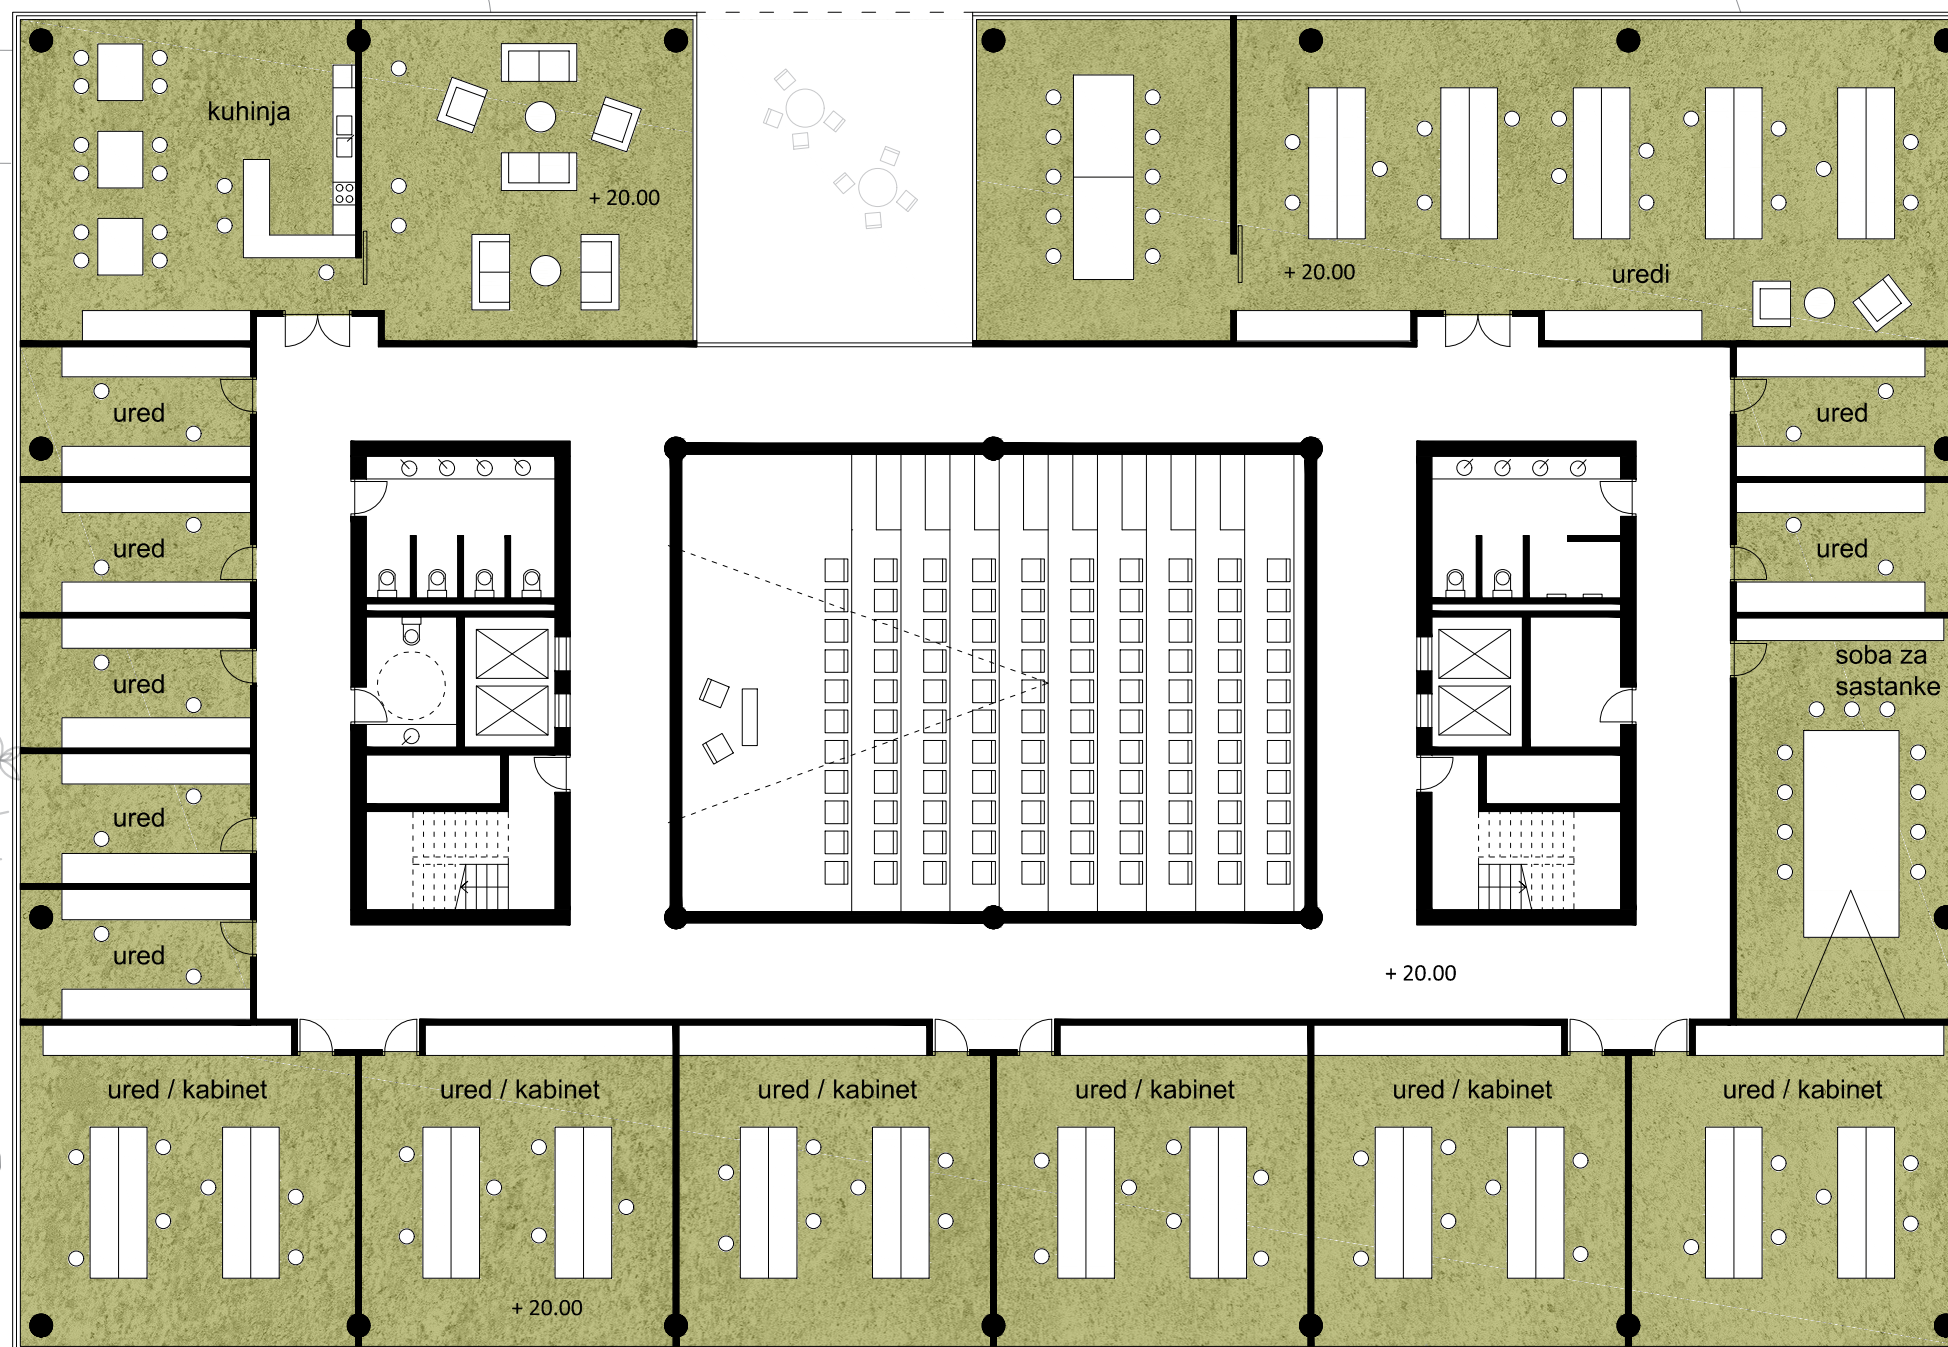 kuhinja
+ 20.00
+ 20.00
uredi
ured
ured
ured
ured
ured
ured
ured
soba za
sastanke
+ 20.00
ured / kabinet
ured / kabinet
ured / kabinet
ured / kabinet
ured / kabinet
ured / kabinet
+ 20.00